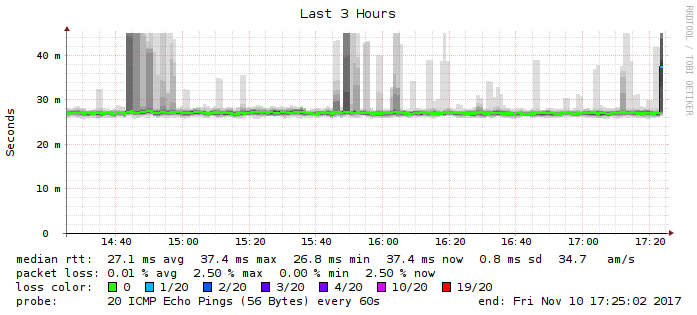 Last 3 Hours
RRDTOOL / TOBI OETIKER
Seconds
40 m
30 m
20 m
10 m
0
14:40 15:00 15:20 15:40 16:00 16:20 16:40 17:00 17:20
median rtt: 27.1 ms avg 37.4 ms max 26.8 ms min 37.4 ms now 0.8 ms sd 34.7 am/s
packet loss: 0.01 % avg 2.50 % max 0.00 % min 2.50 % now
loss color: 0 1/20 2/20 3/20 4/20 10/20 19/20
probe: 20 ICMP Echo Pings (56 Bytes) every 60s end: Fri Nov 10 17:25:02 2017